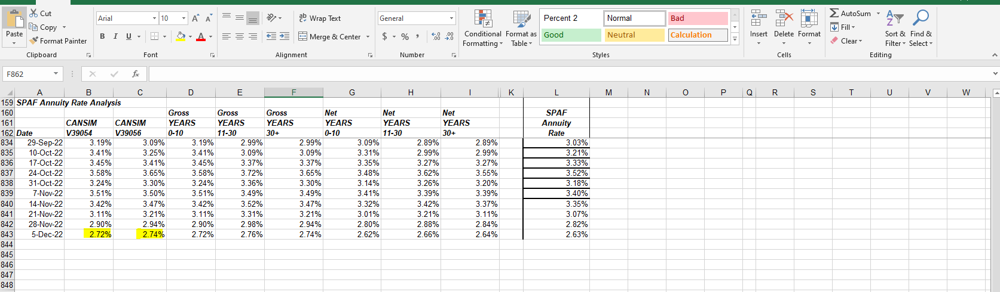 Cut
Copy
Format Painter
Paste
Clipboard
Arial 10 A A
B I U A
Font
ab Wrap Text
Merge & Center
Alignment
General
$ % , .0 .00 .00 .0
Number
Conditional Formatting
Format as Table
Percent 2 Normal Bad
Good Neutral Calculation
Styles
Insert Delete Format
Cells
AutoSum
Fill
Clear
Sort & Filter
Find & Select
Editing
F862 fx
A B C D E F G H I K L M N O P Q R S T U V W
159 SPAF Annuity Rate Analysis
160 Gross Gross Gross Net Net Net SPAF
161 CANSIM CANSIM YEARS YEARS YEARS YEARS YEARS YEARS Annuity
162 Date V39054 V39056 0-10 11-30 30+ 0-10 11-30 30+ Rate
834 29-Sep-22 3.19% 3.09% 3.19% 2.99% 2.99% 3.09% 2.89% 2.89% 3.03%
835 10-Oct-22 3.41% 3.25% 3.41% 3.09% 3.09% 3.31% 2.99% 2.99% 3.21%
836 17-Oct-22 3.45% 3.41% 3.45% 3.37% 3.37% 3.35% 3.27% 3.27% 3.33%
837 24-Oct-22 3.58% 3.65% 3.58% 3.72% 3.65% 3.48% 3.62% 3.55% 3.52%
838 31-Oct-22 3.24% 3.30% 3.24% 3.36% 3.30% 3.14% 3.26% 3.20% 3.18%
839 7-Nov-22 3.51% 3.50% 3.51% 3.49% 3.49% 3.41% 3.39% 3.39% 3.40%
840 14-Nov-22 3.42% 3.47% 3.42% 3.52% 3.47% 3.32% 3.42% 3.37% 3.35%
841 21-Nov-22 3.11% 3.21% 3.11% 3.31% 3.21% 3.01% 3.21% 3.11% 3.07%
842 28-Nov-22 2.90% 2.94% 2.90% 2.98% 2.94% 2.80% 2.88% 2.84% 2.82%
843 5-Dec-22 2.72% 2.74% 2.72% 2.76% 2.74% 2.62% 2.66% 2.64% 2.63%
844
845
846
847
848